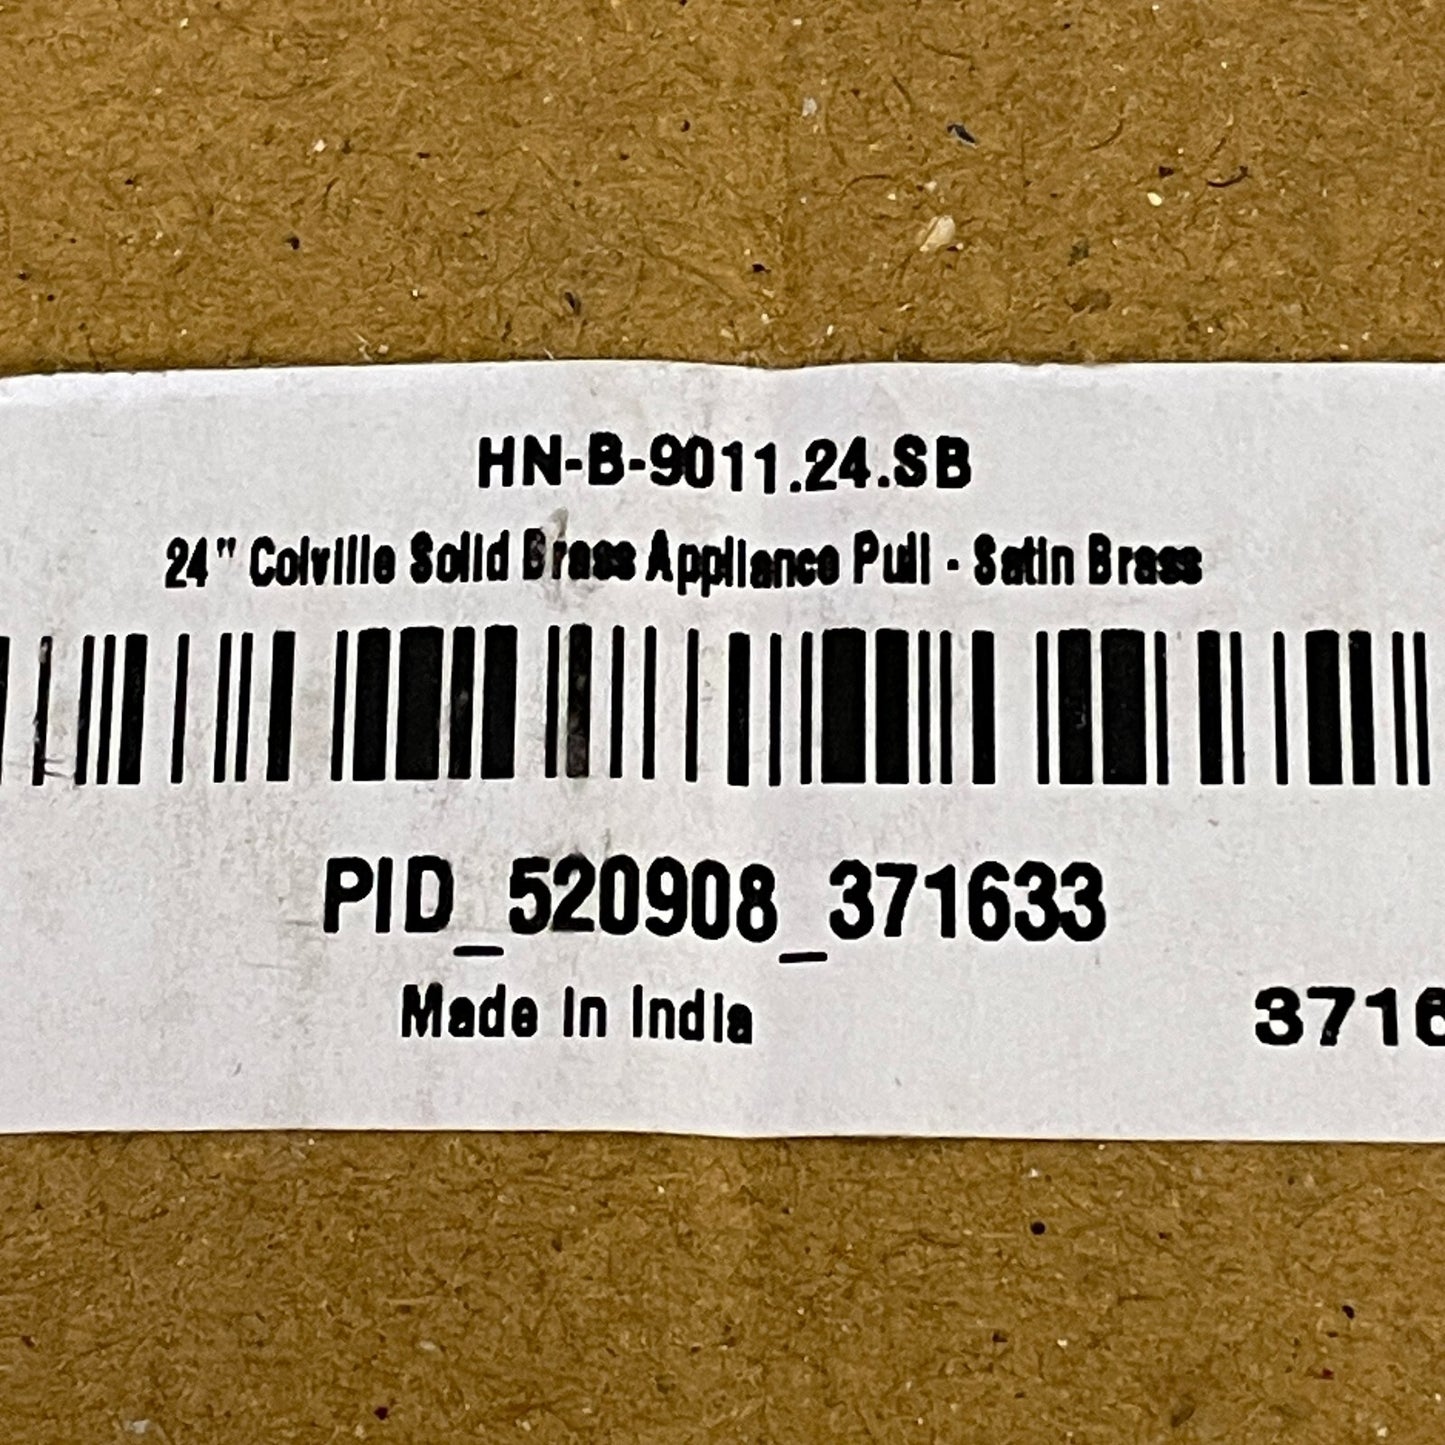 HN-B-9011.24.SB
24" Colville Solid Brass Appliance Pull - Satin Brass
PID_520908_371633
Made in India
3716